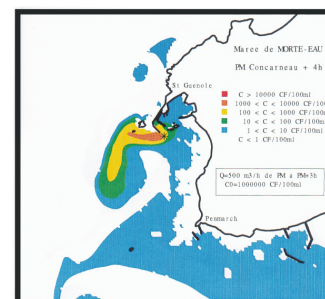 Maree de MORTE-EAU
PM Concarneau + 4h
St Guenole
C > 10000 CF/100ml
1000 < C < 10000 CF/100ml
100 < C < 1000 CF/100ml
10 < C < 100 CF/100ml
1 < C < 10 CF/100ml
C < 1 CF/100ml
Q=500 m3/h de PM a PM+3h
C0=1000000 CF/100ml
Penmarch